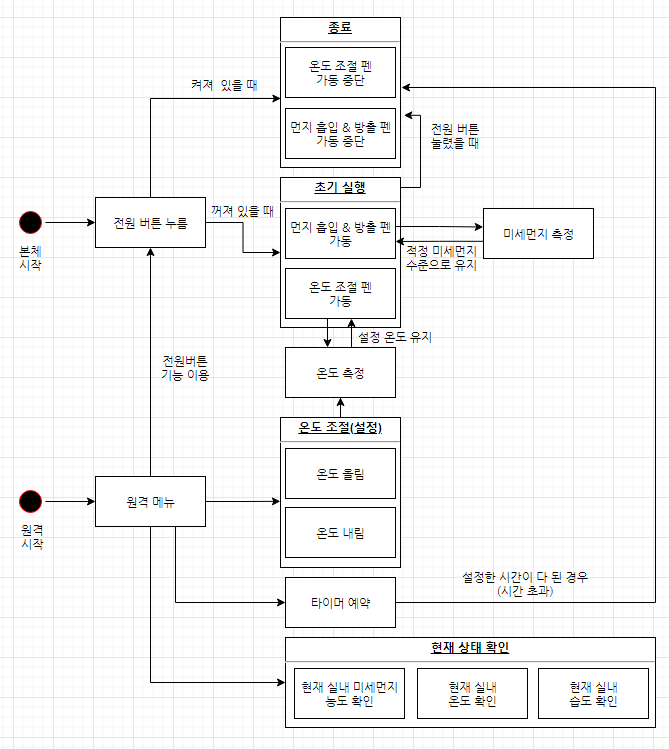 종료
온도 조절 펜
가동 중단
켜져 있을 때
먼지 흡입 & 방출 펜
가동 중단
전원 버튼
눌렸을 때
초기 실행
본체
시작
전원 버튼 누름
꺼져 있을 때
먼지 흡입 & 방출 펜
가동
미세먼지 측정
적정 미세먼지
수준으로 유지
온도 조절 펜
가동
설정 온도 유지
전원버튼
기능 이용
온도 측정
온도 조절(설정)
온도 올림
원격
시작
원격 메뉴
온도 내림
타이머 예약
설정한 시간이 다 된 경우
(시간 초과)
현재 상태 확인
현재 실내 미세먼지
농도 확인
현재 실내
온도 확인
현재 실내
습도 확인